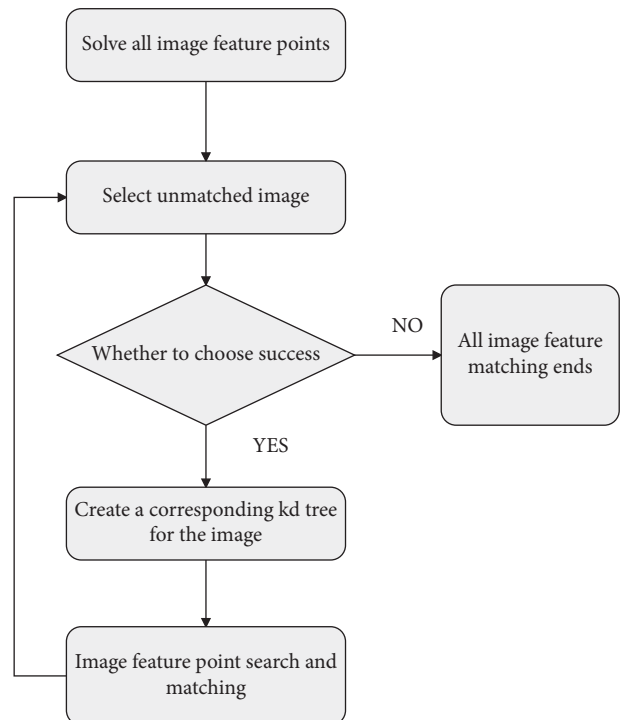 Solve all image feature points
Select unmatched image
Whether to choose success
NO
All image feature
matching ends
YES
Create a corresponding kd tree
for the image
Image feature point search and
matching